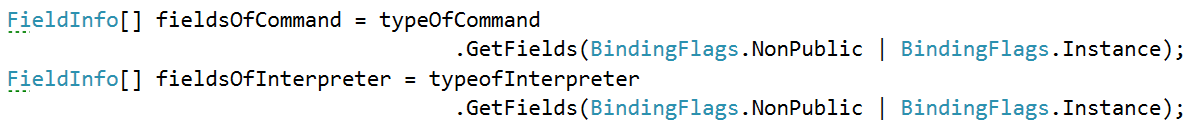 FieldInfo[] fieldsOfCommand = typeOfCommand
.GetFields(BindingFlags.NonPublic | BindingFlags.Instance);
FieldInfo[] fieldsOfInterpreter = typeofInterpreter
.GetFields(BindingFlags.NonPublic | BindingFlags.Instance);